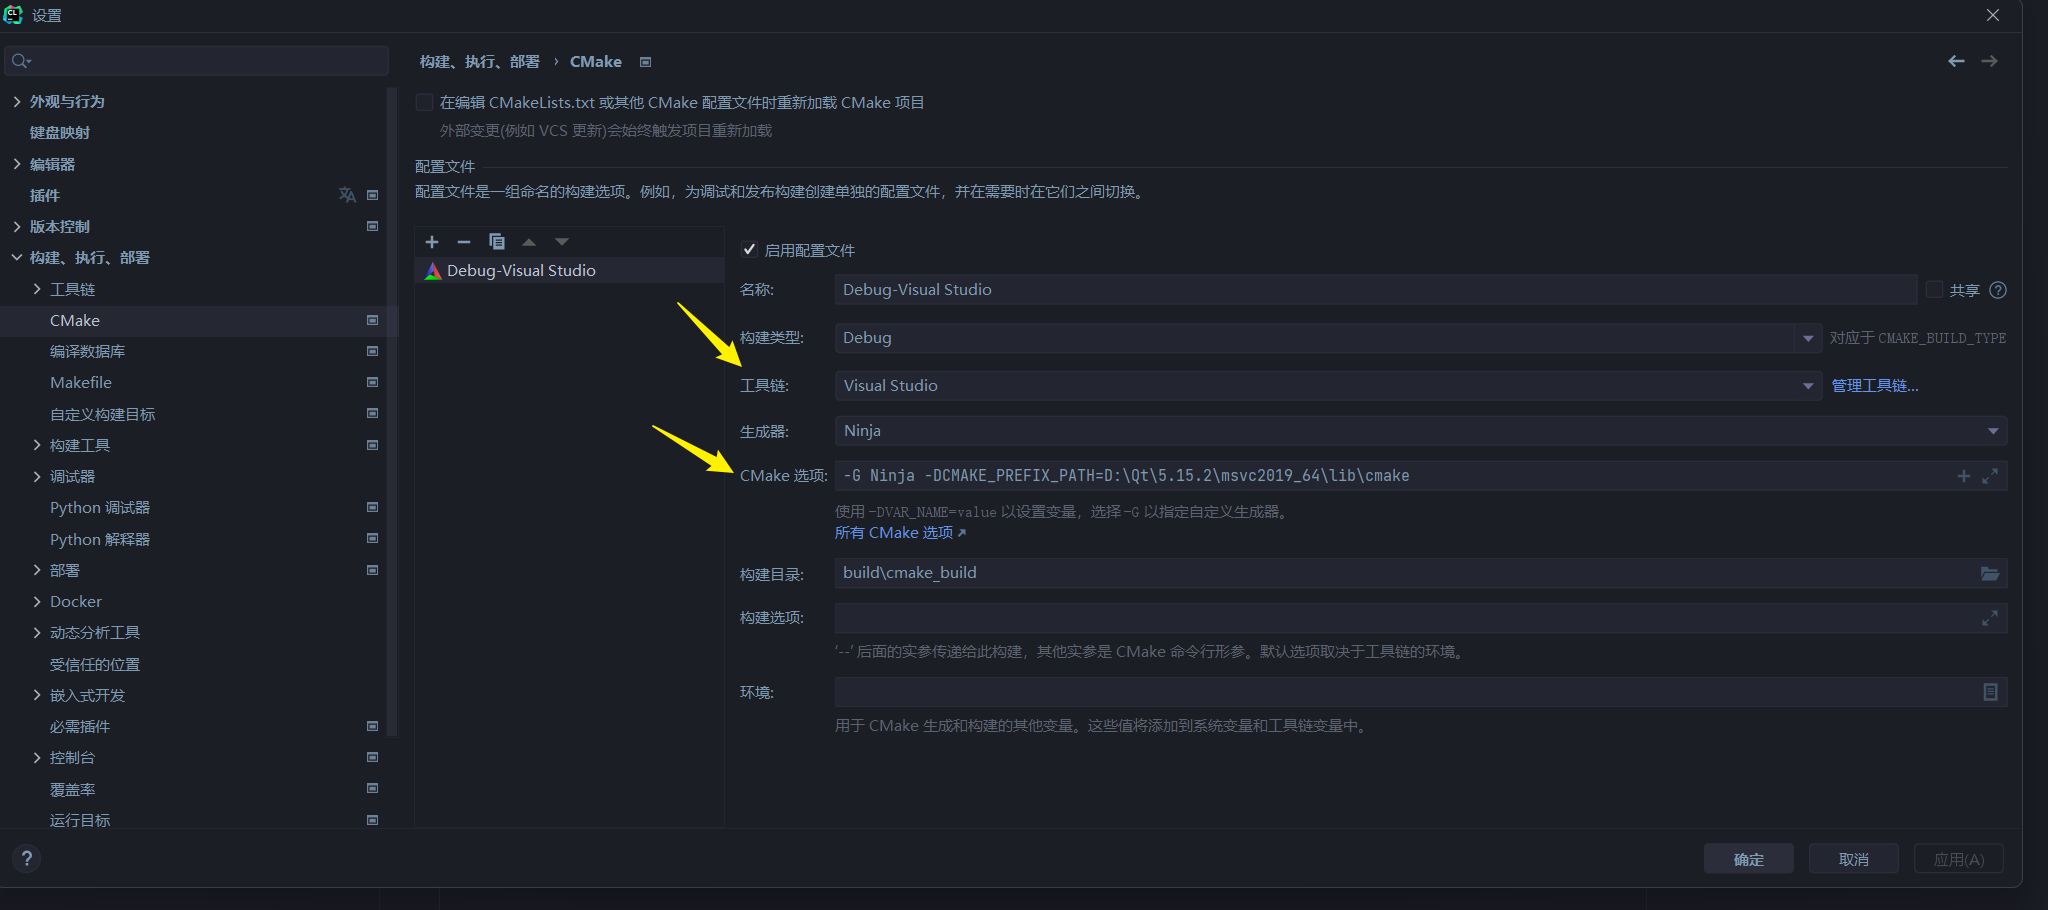 设置
构建、执行、部署 › CMake
外观与行为
键盘映射
编辑器
插件
版本控制
构建、执行、部署
工具链
CMake
编译数据库
Makefile
自定义构建目标
构建工具
调试器
Python 调试器
Python 解释器
部署
Docker
动态分析工具
受信任的位置
嵌入式开发
必需插件
控制台
覆盖率
运行目标
在编辑 CMakeLists.txt 或其他 CMake 配置文件时重新加载 CMake 项目
外部变更(例如 VCS 更新)会始终触发项目重新加载
配置文件
配置文件是一组命名的构建选项。例如，为调试和发布构建创建单独的配置文件，并在需要时在它们之间切换。
Debug-Visual Studio
启用配置文件
名称: Debug-Visual Studio 共享 ?
构建类型: Debug 对应于 CMAKE_BUILD_TYPE
工具链: Visual Studio 管理工具链...
生成器: Ninja
CMake 选项: -G Ninja -DCMAKE_PREFIX_PATH=D:\Qt\5.15.2\msvc2019_64\lib\cmake
使用 -DVAR_NAME=value 以设置变量，选择 -G 以指定自定义生成器。
所有 CMake 选项↗
构建目录: build\cmake_build
构建选项:
‘--’ 后面的实参传递给此构建，其他实参是 CMake 命令行形参。默认选项取决于工具链的环境。
环境:
用于 CMake 生成和构建的其他变量。这些值将添加到系统变量和工具链变量中。
? 确定 取消 应用(A)